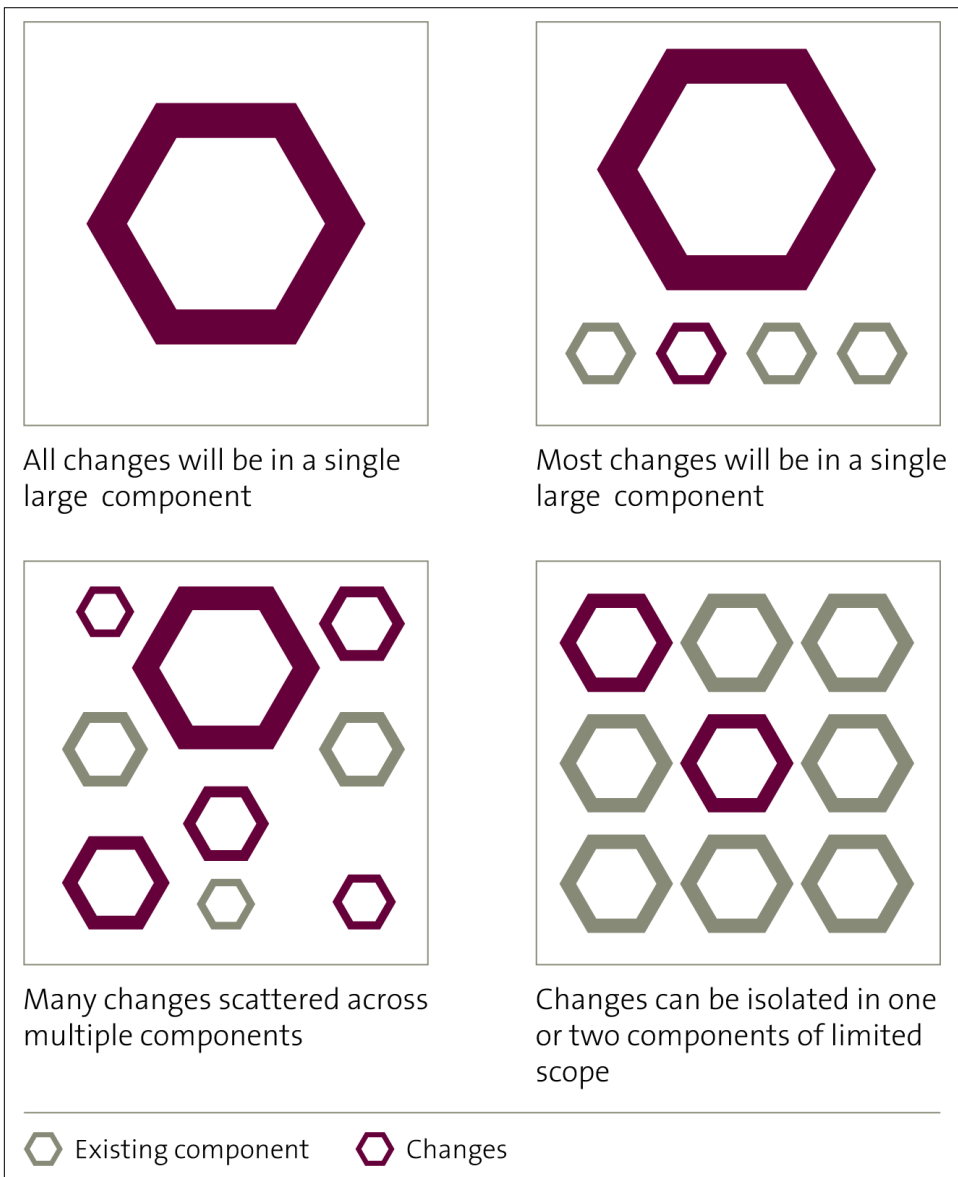 All changes will be in a single
large component
Most changes will be in a single
large component
Many changes scattered across
multiple components
Changes can be isolated in one
or two components of limited
scope
Existing component
Changes